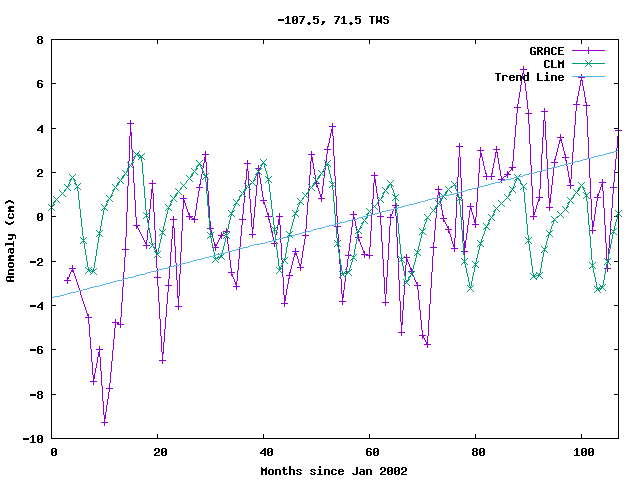 -107.5, 71.5 TWS
GRACE
CLM
Trend Line
8
6
4
2
0
-2
-4
-6
-8
-10
Anomaly (cm)
0 20 40 60 80 100
Months since Jan 2002